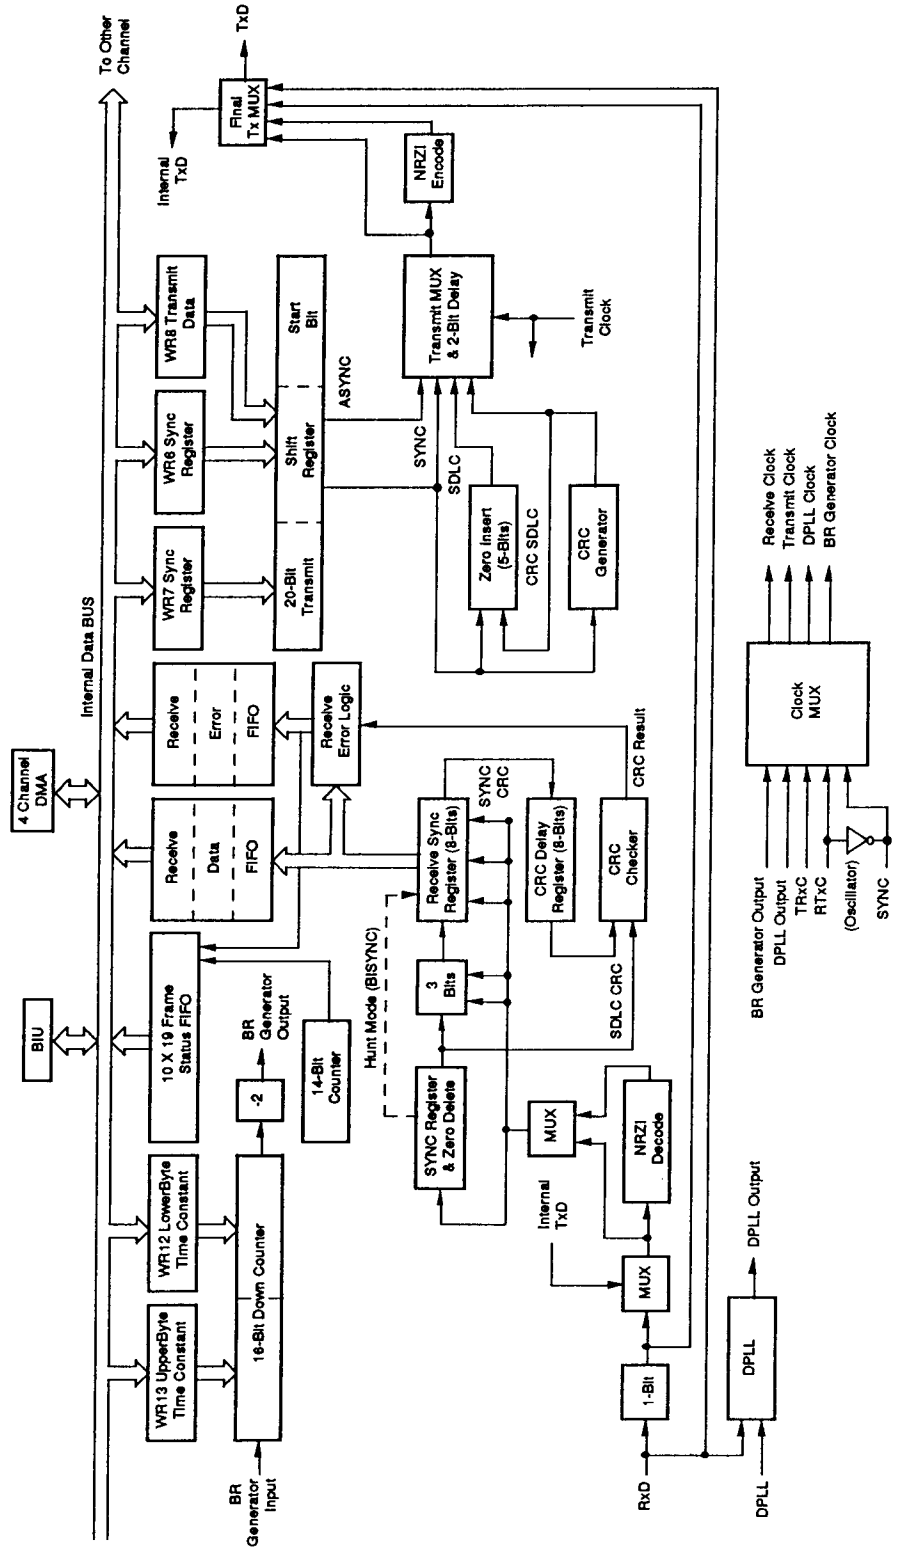 To Other
Channel
Internal Data BUS
BIU
4 Channel
DMA
WR13 UpperByte
Time Constant
WR12 LowerByte
Time Constant
10 X 19 Frame
Status FIFO
Receive
Data
FIFO
Receive
Error
FIFO
WR7 Sync
Register
WR6 Sync
Register
WR8 Transmit
Data
Internal
TxD
Final
Tx MUX
TxD
BR
Generator
Input
16-Bit Down Counter
-2
BR
Generator
Output
14-Bit
Counter
Receive
Error Logic
20-Bit
Transmit
Shift
Register
Start
Bit
ASYNC
SYNC
SDLC
Hunt Mode (BISYNC)
SYNC Register
& Zero Delete
3
Bits
Receive Sync
Register (8-Bits)
SYNC
CRC
CRC Delay
Register (8-Bits)
CRC
Checker
CRC Result
SDLC CRC
Zero Insert
(5-Bits)
CRC SDLC
CRC
Generator
Transmit MUX
& 2-Bit Delay
NRZI
Encode
Transmit
Clock
RxD
1-Bit
MUX
Internal
TxD
MUX
NRZI
Decode
DPLL
DPLL
DPLL Output
BR Generator Output
DPLL Output
TRxC
RTxC
(Oscillator)
SYNC
Clock
MUX
Receive Clock
Transmit Clock
DPLL Clock
BR Generator Clock